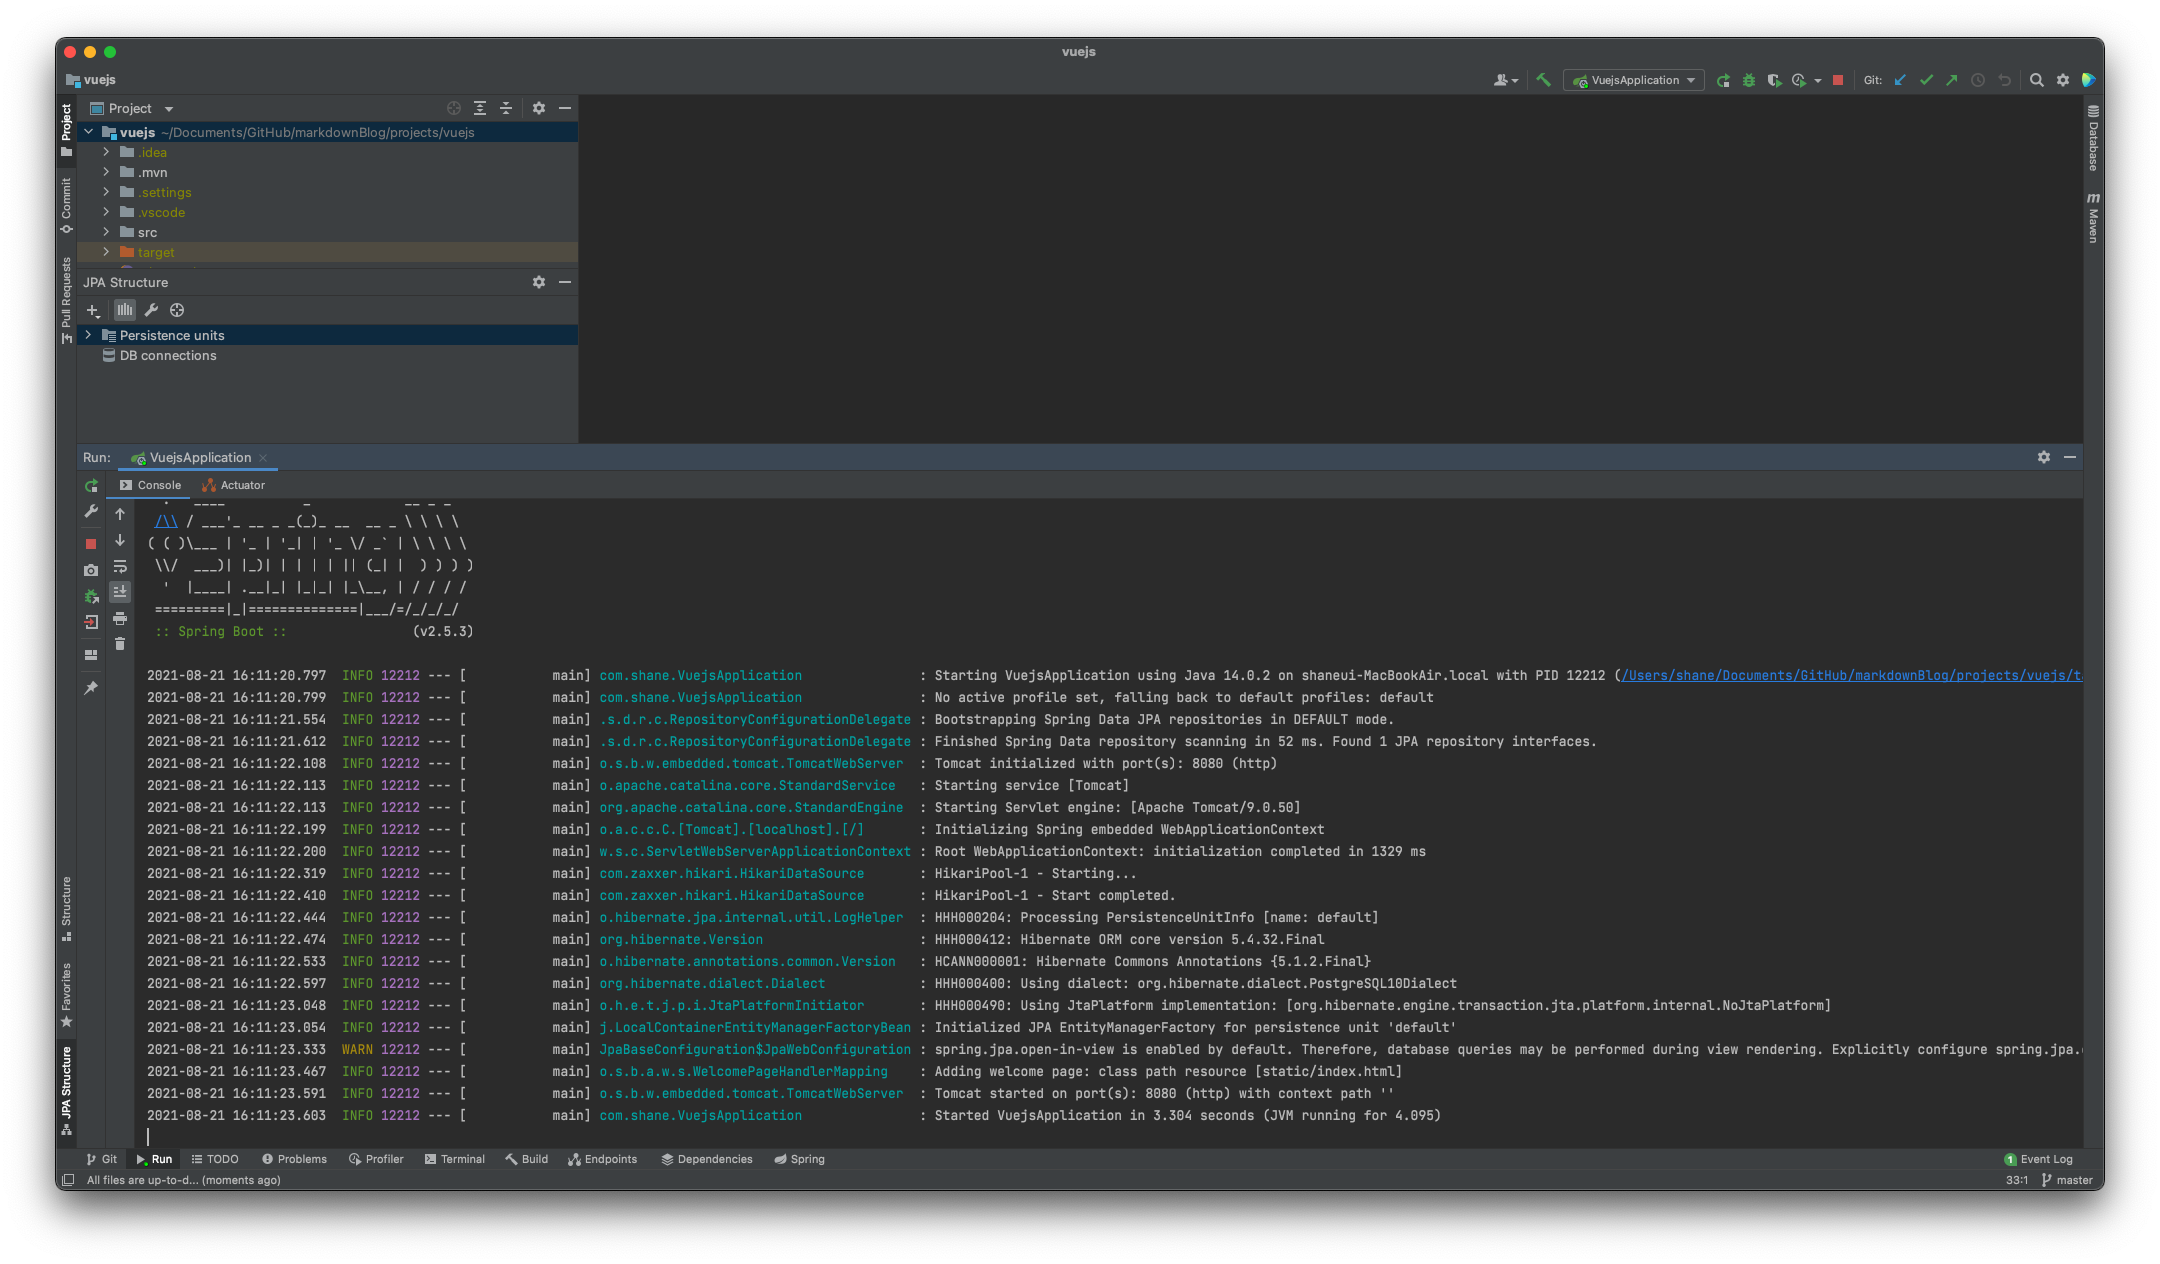 vuejs
vuejs
VuejsApplication
Git:
Project
Project
vuejs ~/Documents/GitHub/markdownBlog/projects/vuejs
.idea
.mvn
.settings
.vscode
src
target
Commit
Pull Requests
JPA Structure
Persistence units
DB connections
Database
m
Maven
Run: VuejsApplication
Console Actuator
  .   ____          _            __ _ _
 /\\ / ___'_ __ _ _(_)_ __  __ _ \ \ \ \
( ( )\___ | '_ | '_| | '_ \/ _` | \ \ \ \
 \\/  ___)| |_)| | | | | || (_| |  ) ) ) )
  '  |____| .__|_| |_|_| |_\__, | / / / /
 =========|_|==============|___/=/_/_/_/
 :: Spring Boot ::                (v2.5.3)
2021-08-21 16:11:20.797  INFO 12212 --- [           main] com.shane.VuejsApplication               : Starting VuejsApplication using Java 14.0.2 on shaneui-MacBookAir.local with PID 12212 (/Users/shane/Documents/GitHub/markdownBlog/projects/vuejs/t
2021-08-21 16:11:20.799  INFO 12212 --- [           main] com.shane.VuejsApplication               : No active profile set, falling back to default profiles: default
2021-08-21 16:11:21.554  INFO 12212 --- [           main] .s.d.r.c.RepositoryConfigurationDelegate : Bootstrapping Spring Data JPA repositories in DEFAULT mode.
2021-08-21 16:11:21.612  INFO 12212 --- [           main] .s.d.r.c.RepositoryConfigurationDelegate : Finished Spring Data repository scanning in 52 ms. Found 1 JPA repository interfaces.
2021-08-21 16:11:22.108  INFO 12212 --- [           main] o.s.b.w.embedded.tomcat.TomcatWebServer  : Tomcat initialized with port(s): 8080 (http)
2021-08-21 16:11:22.113  INFO 12212 --- [           main] o.apache.catalina.core.StandardService   : Starting service [Tomcat]
2021-08-21 16:11:22.113  INFO 12212 --- [           main] org.apache.catalina.core.StandardEngine  : Starting Servlet engine: [Apache Tomcat/9.0.50]
2021-08-21 16:11:22.199  INFO 12212 --- [           main] o.a.c.c.C.[Tomcat].[localhost].[/]       : Initializing Spring embedded WebApplicationContext
2021-08-21 16:11:22.200  INFO 12212 --- [           main] w.s.c.ServletWebServerApplicationContext : Root WebApplicationContext: initialization completed in 1329 ms
2021-08-21 16:11:22.319  INFO 12212 --- [           main] com.zaxxer.hikari.HikariDataSource       : HikariPool-1 - Starting...
2021-08-21 16:11:22.410  INFO 12212 --- [           main] com.zaxxer.hikari.HikariDataSource       : HikariPool-1 - Start completed.
2021-08-21 16:11:22.444  INFO 12212 --- [           main] o.hibernate.jpa.internal.util.LogHelper  : HHH000204: Processing PersistenceUnitInfo [name: default]
2021-08-21 16:11:22.474  INFO 12212 --- [           main] org.hibernate.Version                    : HHH000412: Hibernate ORM core version 5.4.32.Final
2021-08-21 16:11:22.533  INFO 12212 --- [           main] o.hibernate.annotations.common.Version   : HCANN000001: Hibernate Commons Annotations {5.1.2.Final}
2021-08-21 16:11:22.597  INFO 12212 --- [           main] org.hibernate.dialect.Dialect            : HHH000400: Using dialect: org.hibernate.dialect.PostgreSQL10Dialect
2021-08-21 16:11:23.048  INFO 12212 --- [           main] o.h.e.t.j.p.i.JtaPlatformInitiator       : HHH000490: Using JtaPlatform implementation: [org.hibernate.engine.transaction.jta.platform.internal.NoJtaPlatform]
2021-08-21 16:11:23.054  INFO 12212 --- [           main] j.LocalContainerEntityManagerFactoryBean : Initialized JPA EntityManagerFactory for persistence unit 'default'
2021-08-21 16:11:23.333  WARN 12212 --- [           main] JpaBaseConfiguration$JpaWebConfiguration : spring.jpa.open-in-view is enabled by default. Therefore, database queries may be performed during view rendering. Explicitly configure spring.jpa.
2021-08-21 16:11:23.467  INFO 12212 --- [           main] o.s.b.a.w.s.WelcomePageHandlerMapping    : Adding welcome page: class path resource [static/index.html]
2021-08-21 16:11:23.591  INFO 12212 --- [           main] o.s.b.w.embedded.tomcat.TomcatWebServer  : Tomcat started on port(s): 8080 (http) with context path ''
2021-08-21 16:11:23.603  INFO 12212 --- [           main] com.shane.VuejsApplication               : Started VuejsApplication in 3.304 seconds (JVM running for 4.095)
Structure
Favorites
JPA Structure
Git Run TODO Problems Profiler Terminal Build Endpoints Dependencies Spring 1 Event Log
All files are up-to-d... (moments ago) 33:1 master